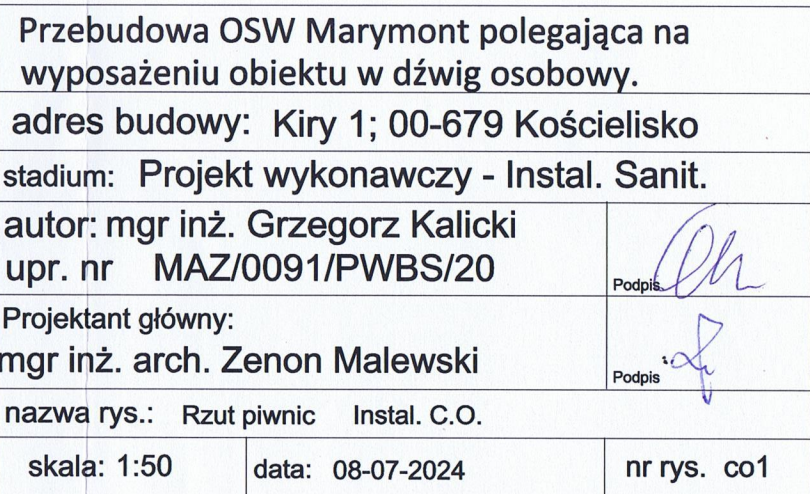 Przebudowa OSW Marymont polegająca na
wyposażeniu obiektu w dźwig osobowy.
adres budowy: Kiry 1; 00-679 Kościelisko
stadium: Projekt wykonawczy - Instal. Sanit.
autor: mgr inż. Grzegorz Kalicki
upr. nr MAZ/0091/PWBS/20
Podpis
Projektant główny:
mgr inż. arch. Zenon Malewski
Podpis
nazwa rys.: Rzut piwnic Instal. C.O.
skala: 1:50 data: 08-07-2024 nr rys. co1